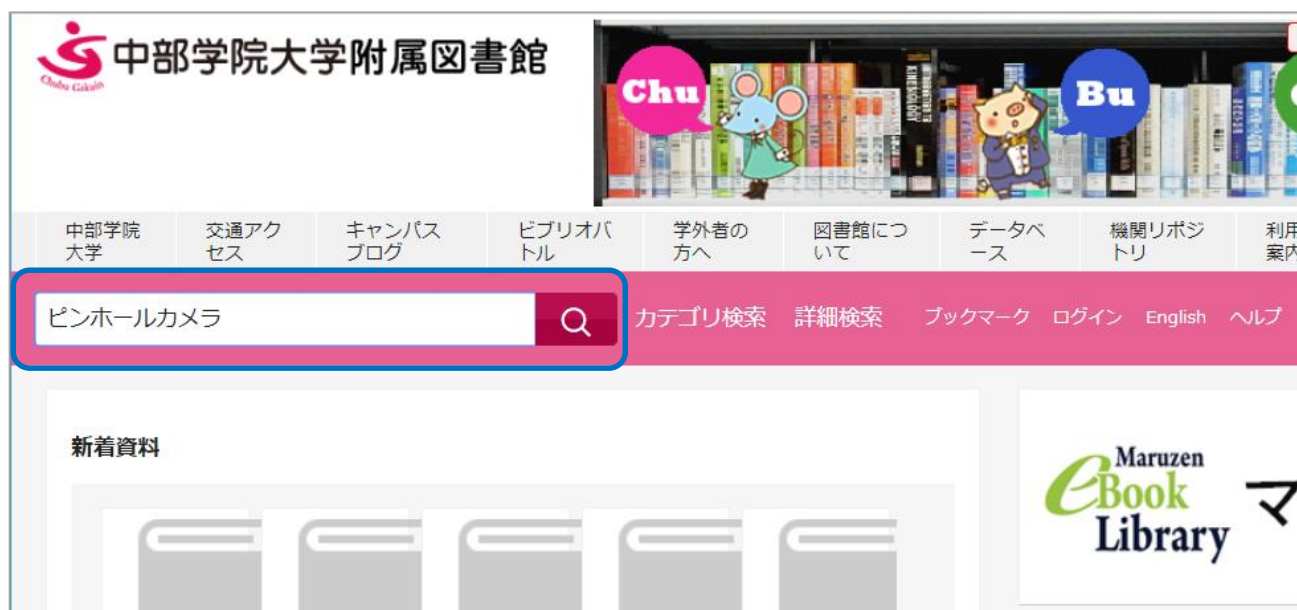 中部学院大学附属図書館
Chubu Gakuin
Chu
Bu
KINESIOLOGY
中部学院
大学
交通アク
セス
キャンパス
ブログ
ビブリオバ
トル
学外者の
方へ
図書館につ
いて
データベ
ース
機関リポジ
トリ
利用
案内
ピンホールカメラ
カテゴリ検索 詳細検索 ブックマーク ログイン English ヘルプ
新着資料
Maruzen
eBook
Library
マ